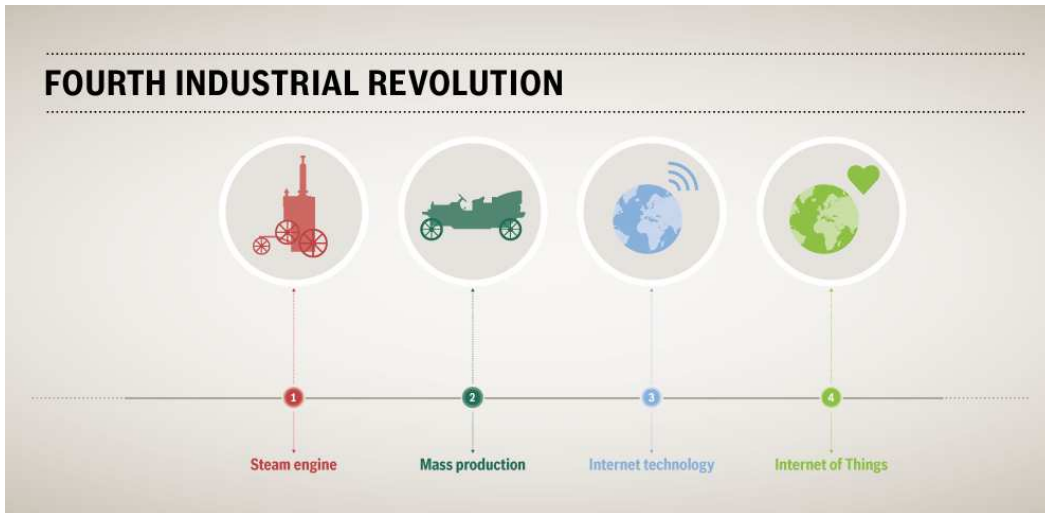 FOURTH INDUSTRIAL REVOLUTION
1
2
3
4
Steam engine
Mass production
Internet technology
Internet of Things